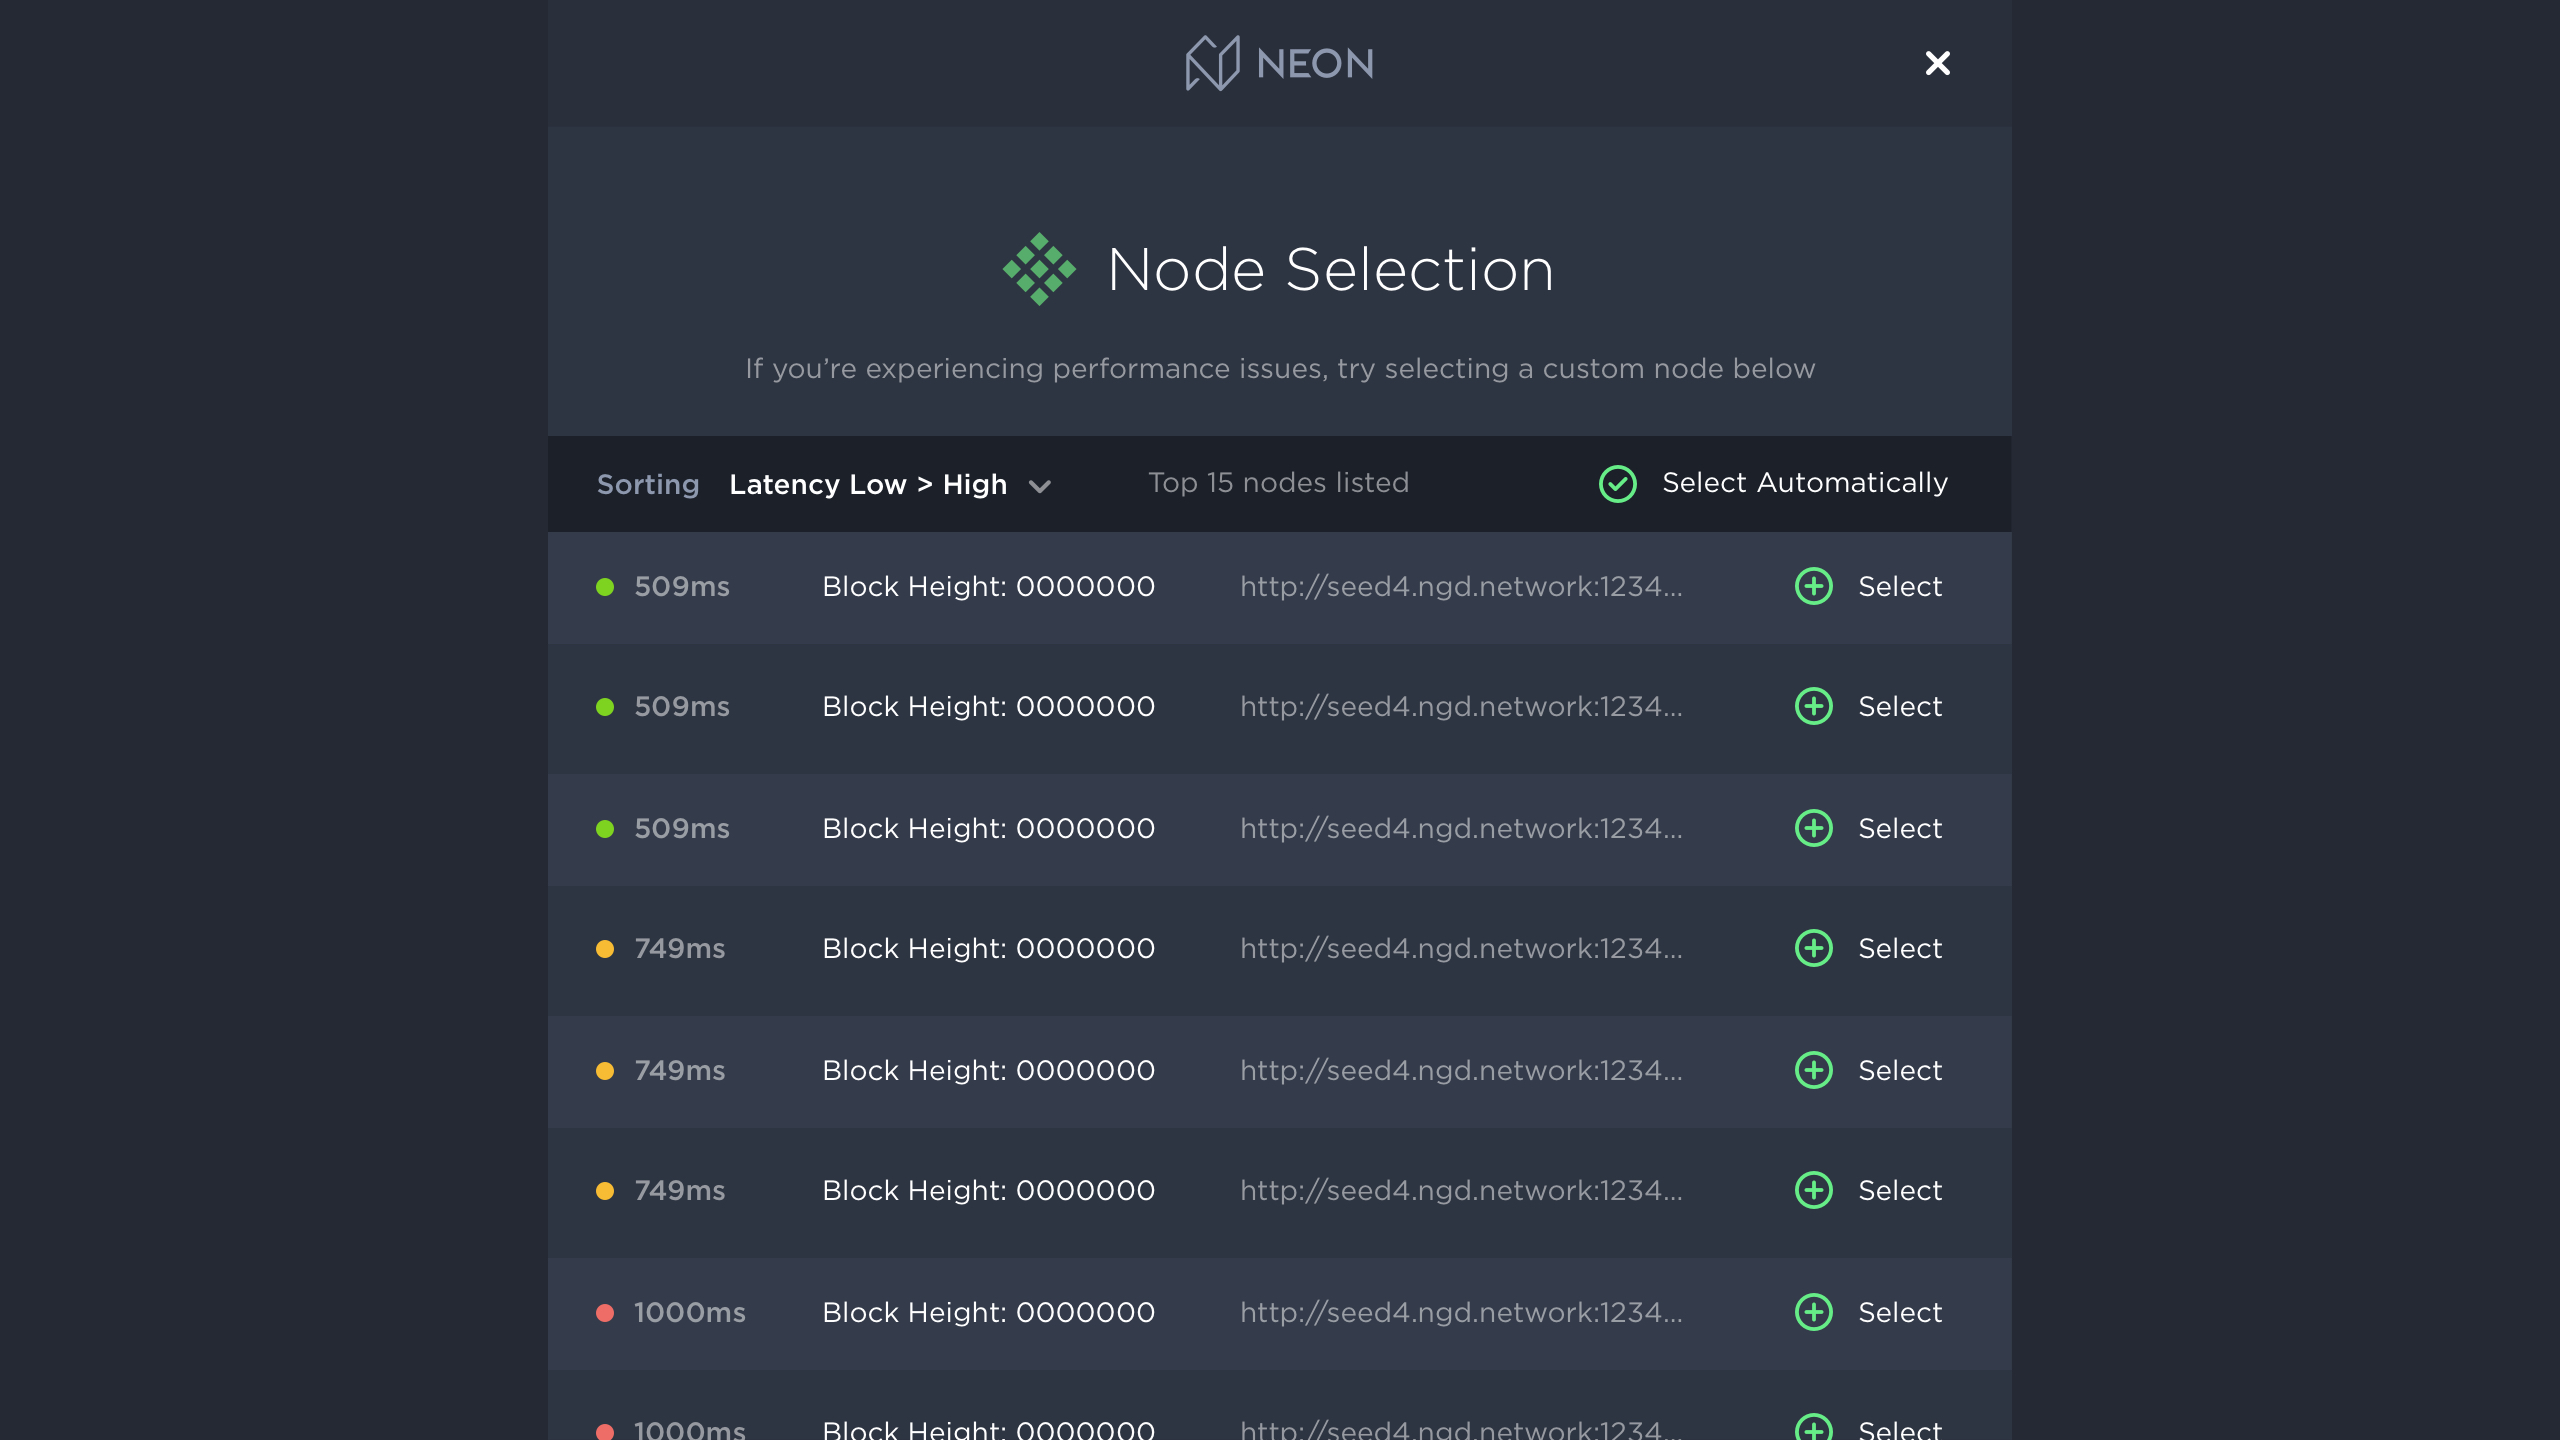 NEON
Node Selection
If you’re experiencing performance issues, try selecting a custom node below
Sorting Latency Low > High Top 15 nodes listed Select Automatically
509ms Block Height: 0000000 http://seed4.ngd.network:1234... Select
509ms Block Height: 0000000 http://seed4.ngd.network:1234... Select
509ms Block Height: 0000000 http://seed4.ngd.network:1234... Select
749ms Block Height: 0000000 http://seed4.ngd.network:1234... Select
749ms Block Height: 0000000 http://seed4.ngd.network:1234... Select
749ms Block Height: 0000000 http://seed4.ngd.network:1234... Select
1000ms Block Height: 0000000 http://seed4.ngd.network:1234... Select
1000ms Block Height: 0000000 http://seed4.ngd.network:1234... Select